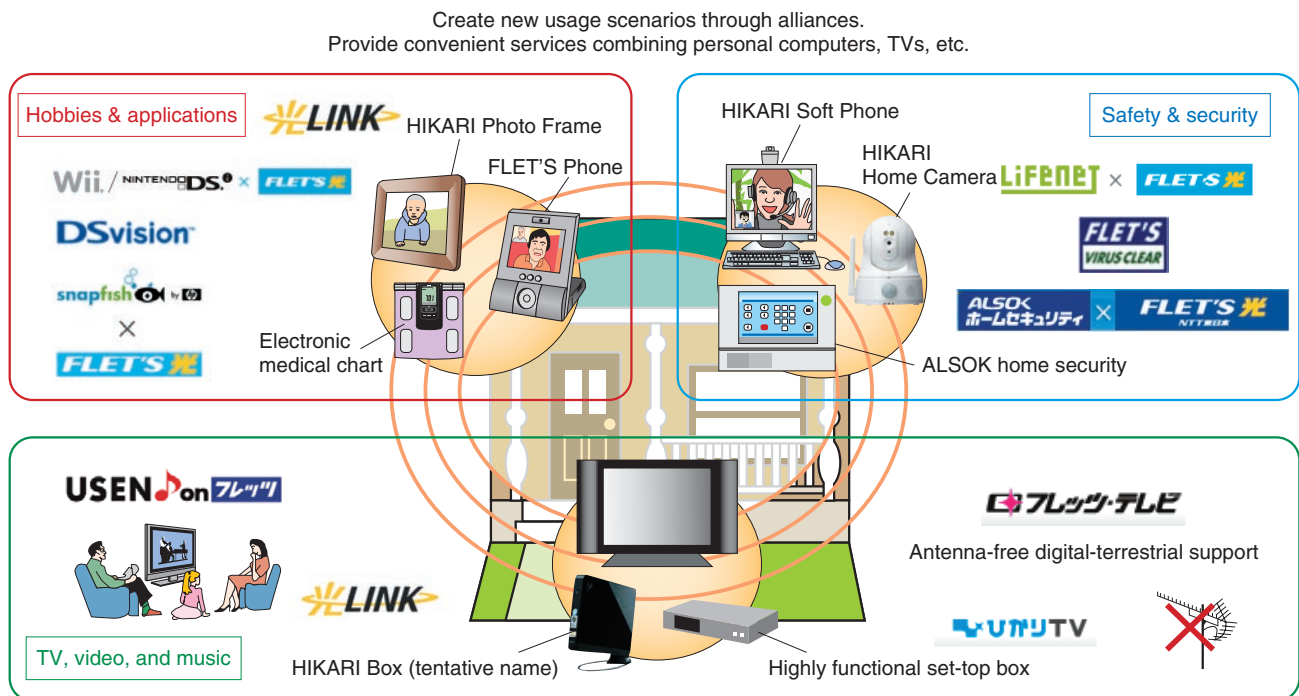 Create new usage scenarios through alliances.
Provide convenient services combining personal computers, TVs, etc.
Hobbies & applications
光LINK
HIKARI Photo Frame
FLET'S Phone
Wii / NINTENDO DSi × FLET'S 光
DSvision™
snapfish by hp
×
FLET'S 光
Electronic
medical chart
Safety & security
HIKARI Soft Phone
HIKARI
Home Camera
LiFENET × FLET'S 光
FLET'S
VIRUS CLEAR
ALSOK
ホームセキュリティ × FLET'S 光
NTT東日本
ALSOK home security
USEN on フレッツ
光LINK
TV, video, and music
HIKARI Box (tentative name)
Highly functional set-top box
フレッツ・テレビ
Antenna-free digital-terrestrial support
ひかりTV